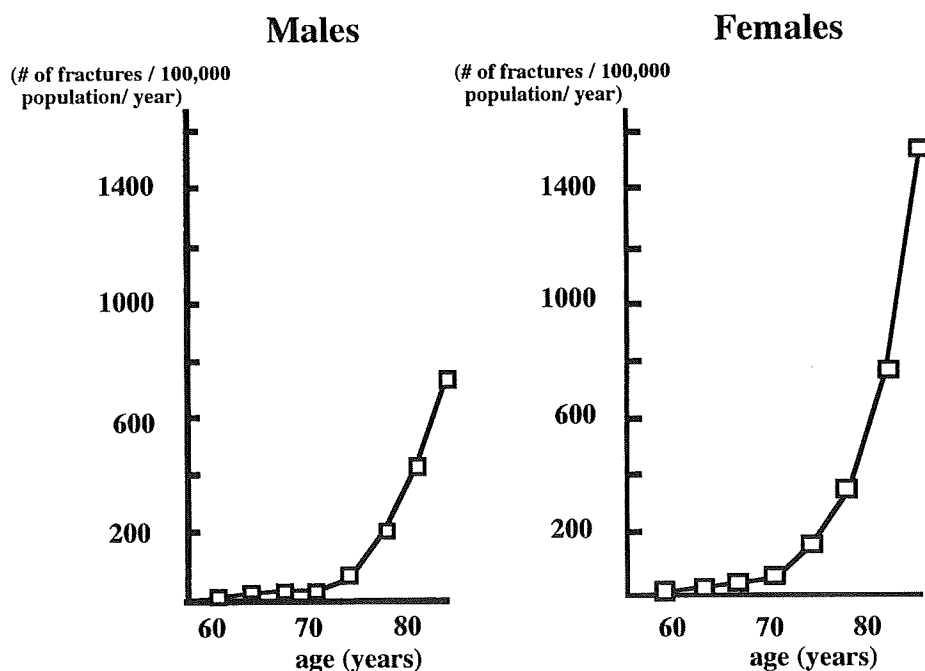 Males
(# of fractures / 100,000
population/ year)
1400
1000
600
200
60 70 80
age (years)
Females
(# of fractures / 100,000
population/ year)
1400
1000
600
200
60 70 80
age (years)